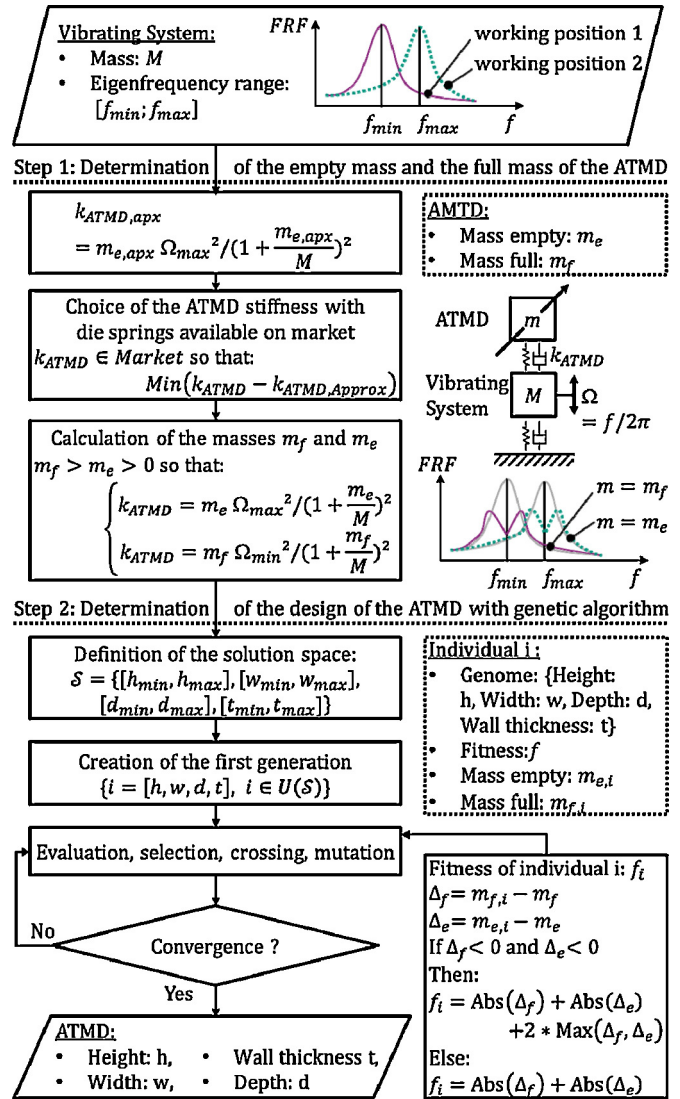 Vibrating System:
• Mass: M
• Eigenfrequency range:
[f_min; f_max]
FRF
working position 1
working position 2
f_min f_max f
Step 1: Determination of the empty mass and the full mass of the ATMD
k_ATMD,apx
= m_e,apx Ω_max²/(1 + m_e,apx/M)²
AMTD:
• Mass empty: m_e
• Mass full: m_f
Choice of the ATMD stiffness with
die springs available on market
k_ATMD ∈ Market so that:
Min(k_ATMD − k_ATMD,Approx)
ATMD
m
k_ATMD
Vibrating
System
M
Ω
= f/2π
Calculation of the masses m_f and m_e
m_f > m_e > 0 so that:
k_ATMD = m_e Ω_max²/(1 + m_e/M)²
k_ATMD = m_f Ω_min²/(1 + m_f/M)²
FRF
m = m_f
m = m_e
f_min f_max f
Step 2: Determination of the design of the ATMD with genetic algorithm
Definition of the solution space:
𝒮 = {[h_min, h_max], [w_min, w_max],
[d_min, d_max], [t_min, t_max]}
Individual i :
• Genome: {Height:
h, Width: w, Depth: d,
Wall thickness: t}
• Fitness:f
• Mass empty: m_e,i
• Mass full: m_f,i
Creation of the first generation
{i = [h, w, d, t], i ∈ U(𝒮)}
Evaluation, selection, crossing, mutation
No
Convergence ?
Yes
Fitness of individual i: f_i
Δ_f= m_f,i − m_f
Δ_e= m_e,i − m_e
If Δ_f< 0 and Δ_e< 0
Then:
f_i = Abs(Δ_f) + Abs(Δ_e)
+2 * Max(Δ_f, Δ_e)
Else:
f_i = Abs(Δ_f) + Abs(Δ_e)
ATMD:
• Height: h, • Wall thickness t,
• Width: w, • Depth: d